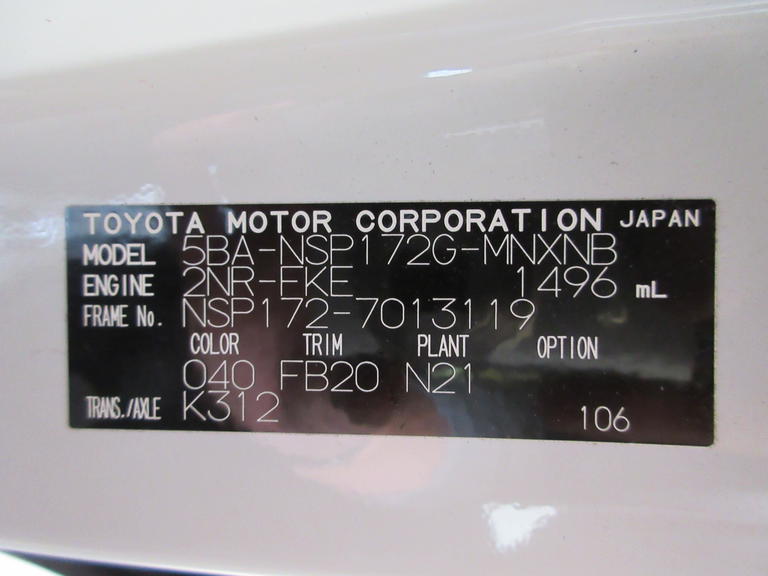 TOYOTA MOTOR CORPORATION JAPAN
MODEL 5BA-NSP172G-MNXNB
ENGINE 2NR-FKE 1496 mL
FRAME No. NSP172-7013119
COLOR TRIM PLANT OPTION
040 FB20 N21
TRANS./AXLE K312 106